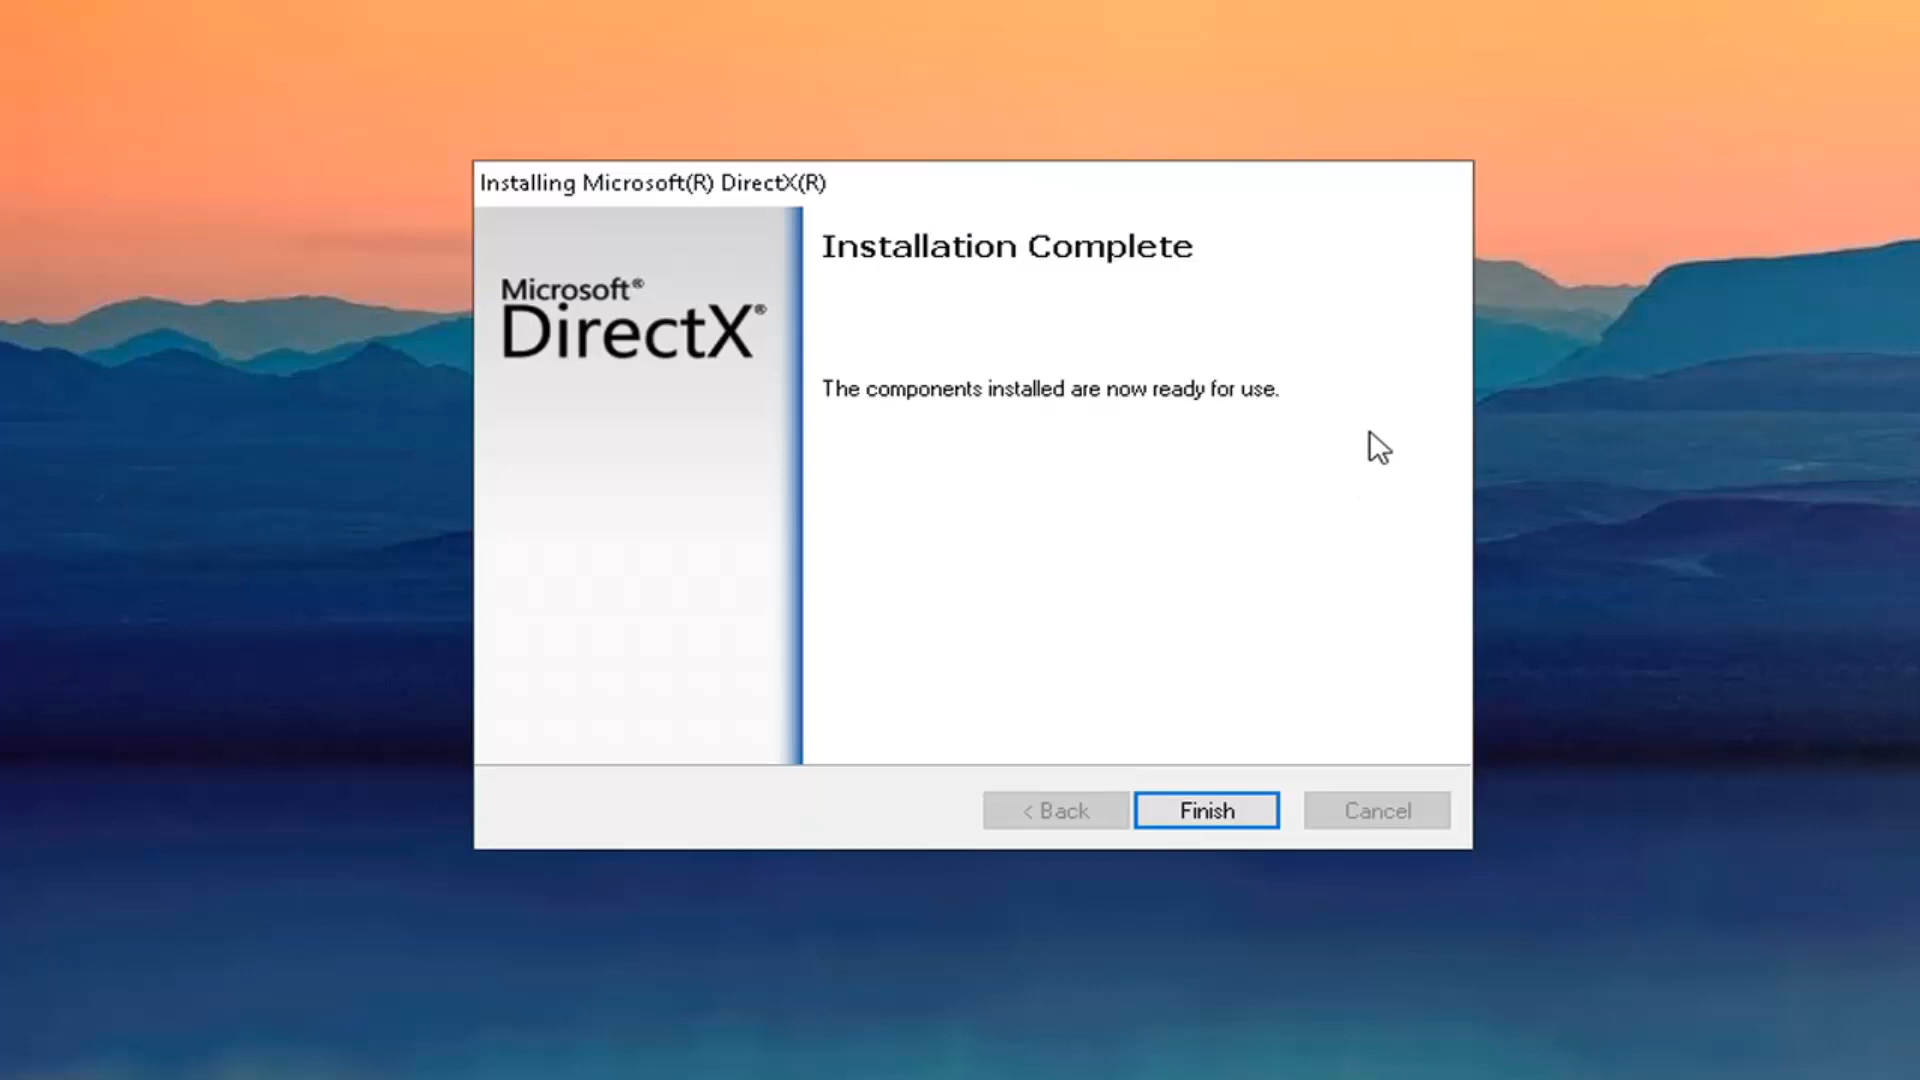 Installing Microsoft(R) DirectX(R)
Installation Complete
Microsoft®
DirectX®
The components installed are now ready for use.
< Back
Finish
Cancel